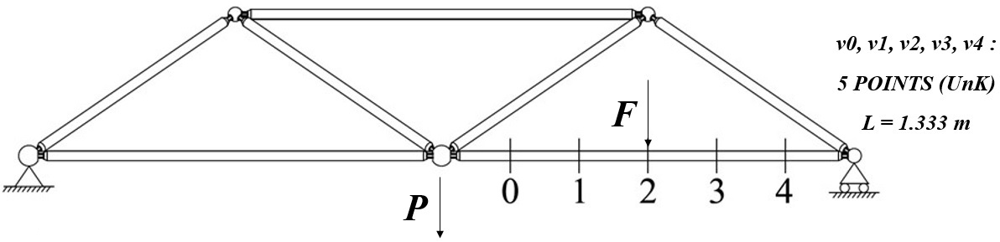 v0, v1, v2, v3, v4 :
5 POINTS (UnK)
L = 1.333 m
F
P
0 1 2 3 4